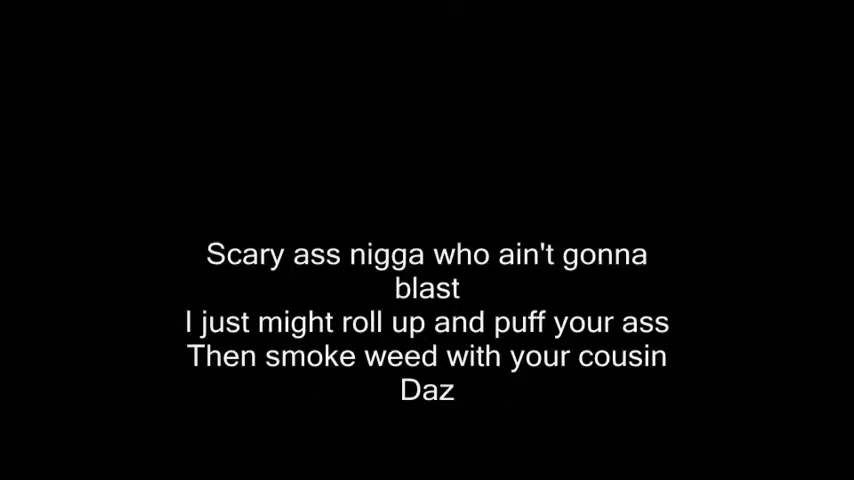 Scary ass nigga who ain't gonna
blast
I just might roll up and puff your ass
Then smoke weed with your cousin
Daz